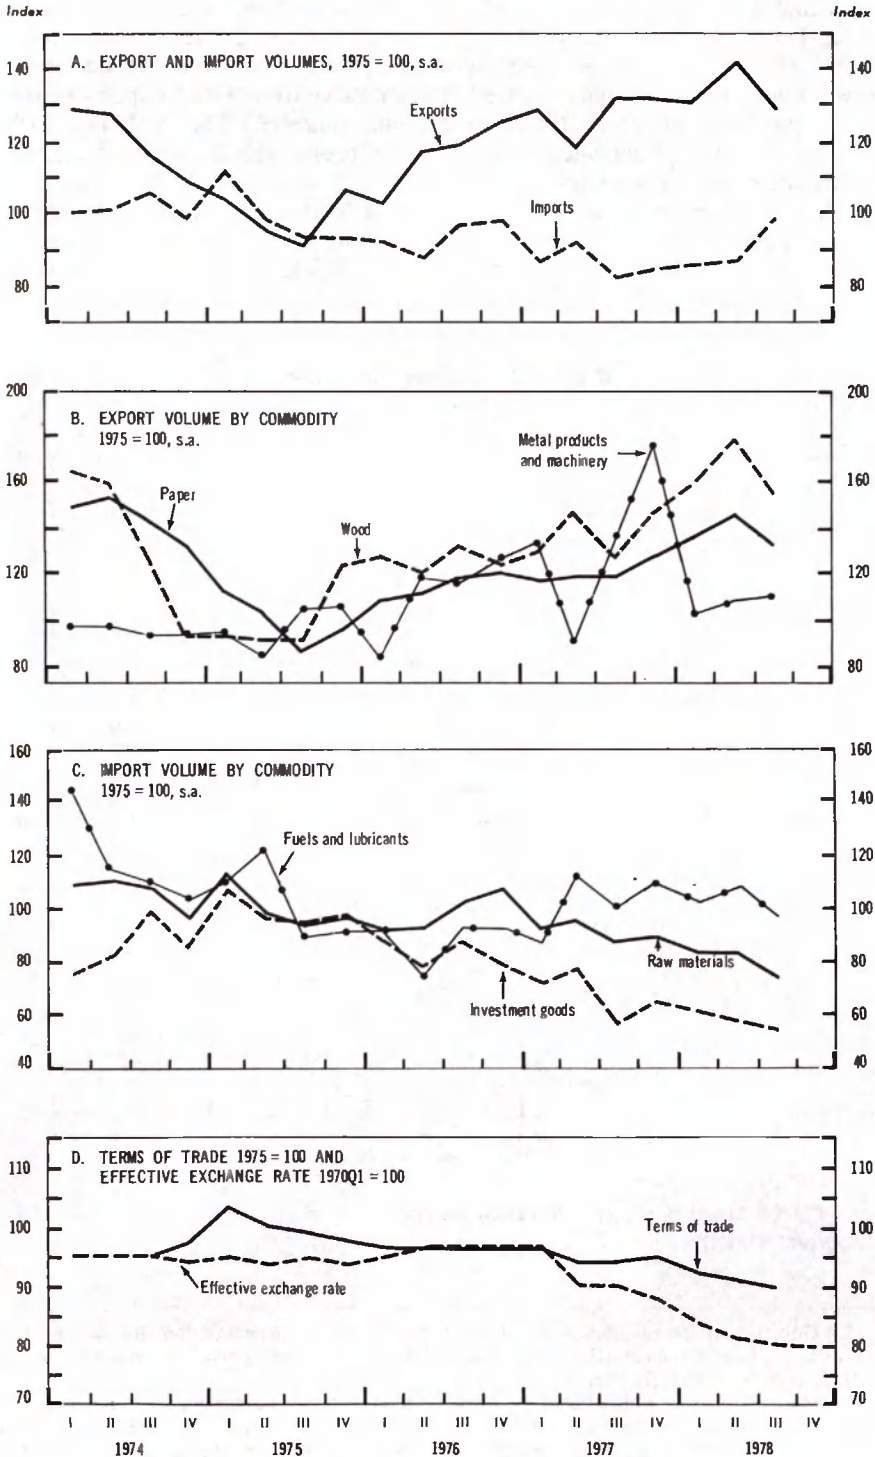 Index Index
A. EXPORT AND IMPORT VOLUMES, 1975 = 100, s.a.
140 140
Exports
120 120
Imports
100 100
80 80
200 200
B. EXPORT VOLUME BY COMMODITY
1975 = 100, s.a.
Metal products
and machinery
160 160
Paper
Wood
120 120
80 80
160 160
C. IMPORT VOLUME BY COMMODITY
1975 = 100, s.a.
140 140
Fuels and lubricants
120 120
100 100
80 80
Raw materials
Investment goods
60 60
40 40
D. TERMS OF TRADE 1975 = 100 AND
EFFECTIVE EXCHANGE RATE 1970Q1 = 100
110 110
Terms of trade
100 100
90 90
Effective exchange rate
80 80
70 70
I II III IV I II III IV I II III IV I II III IV I II III IV
1974 1975 1976 1977 1978